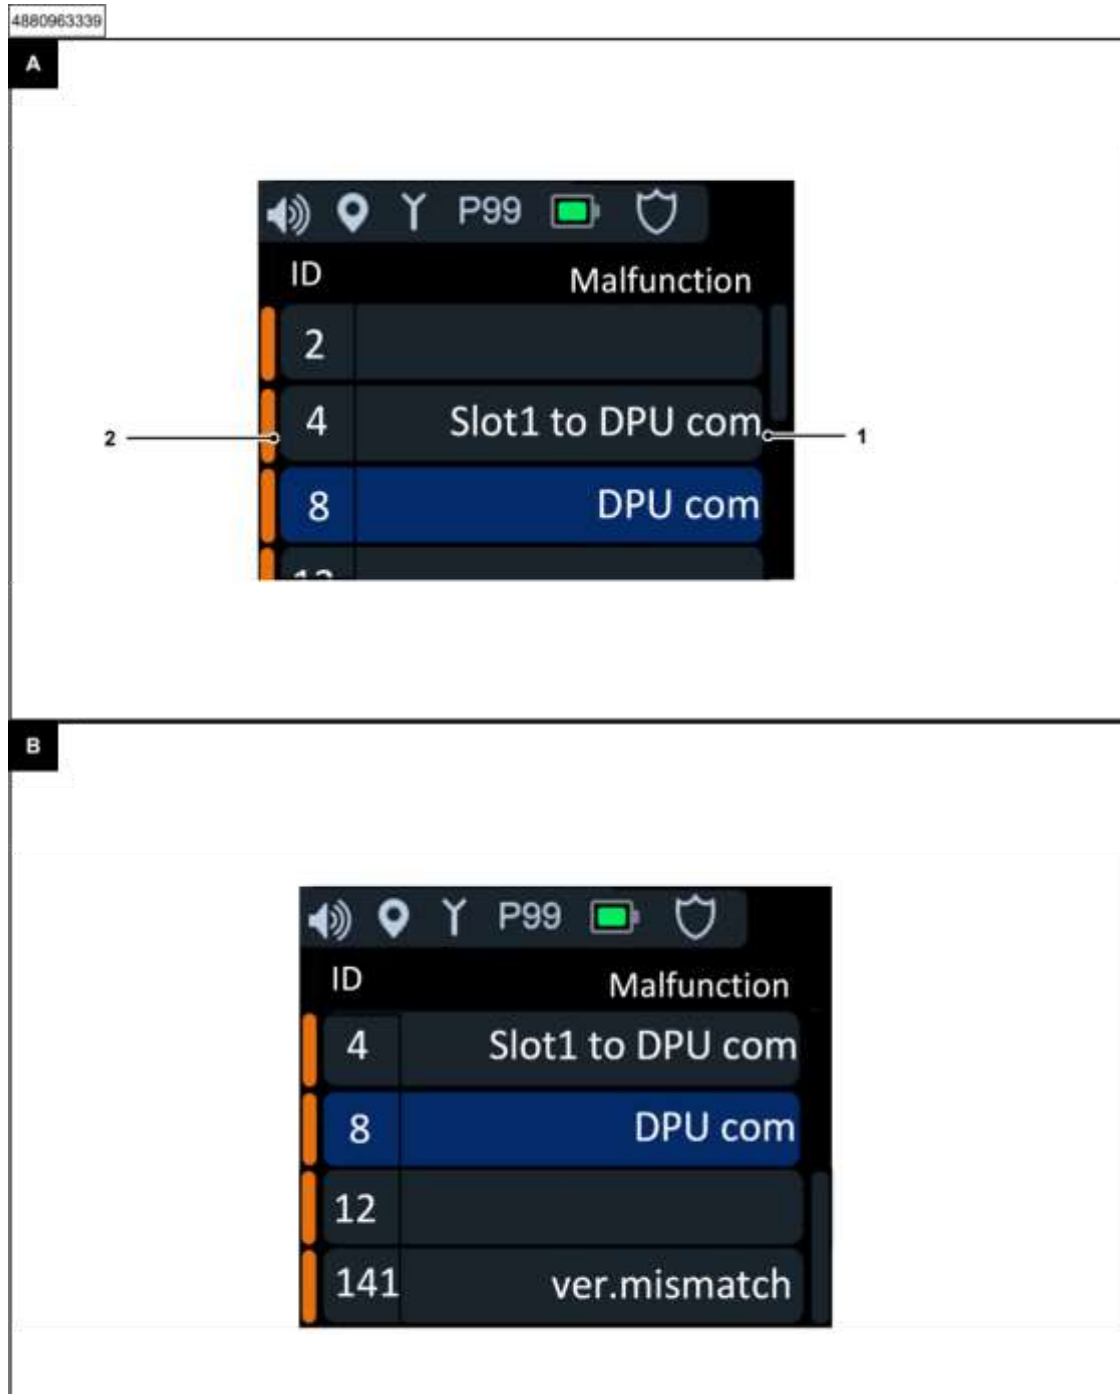 4880963339
A
P99
ID Malfunction
2
4 Slot1 to DPU com
2 1
8 DPU com
12
B
P99
ID Malfunction
4 Slot1 to DPU com
8 DPU com
12
141 ver.mismatch